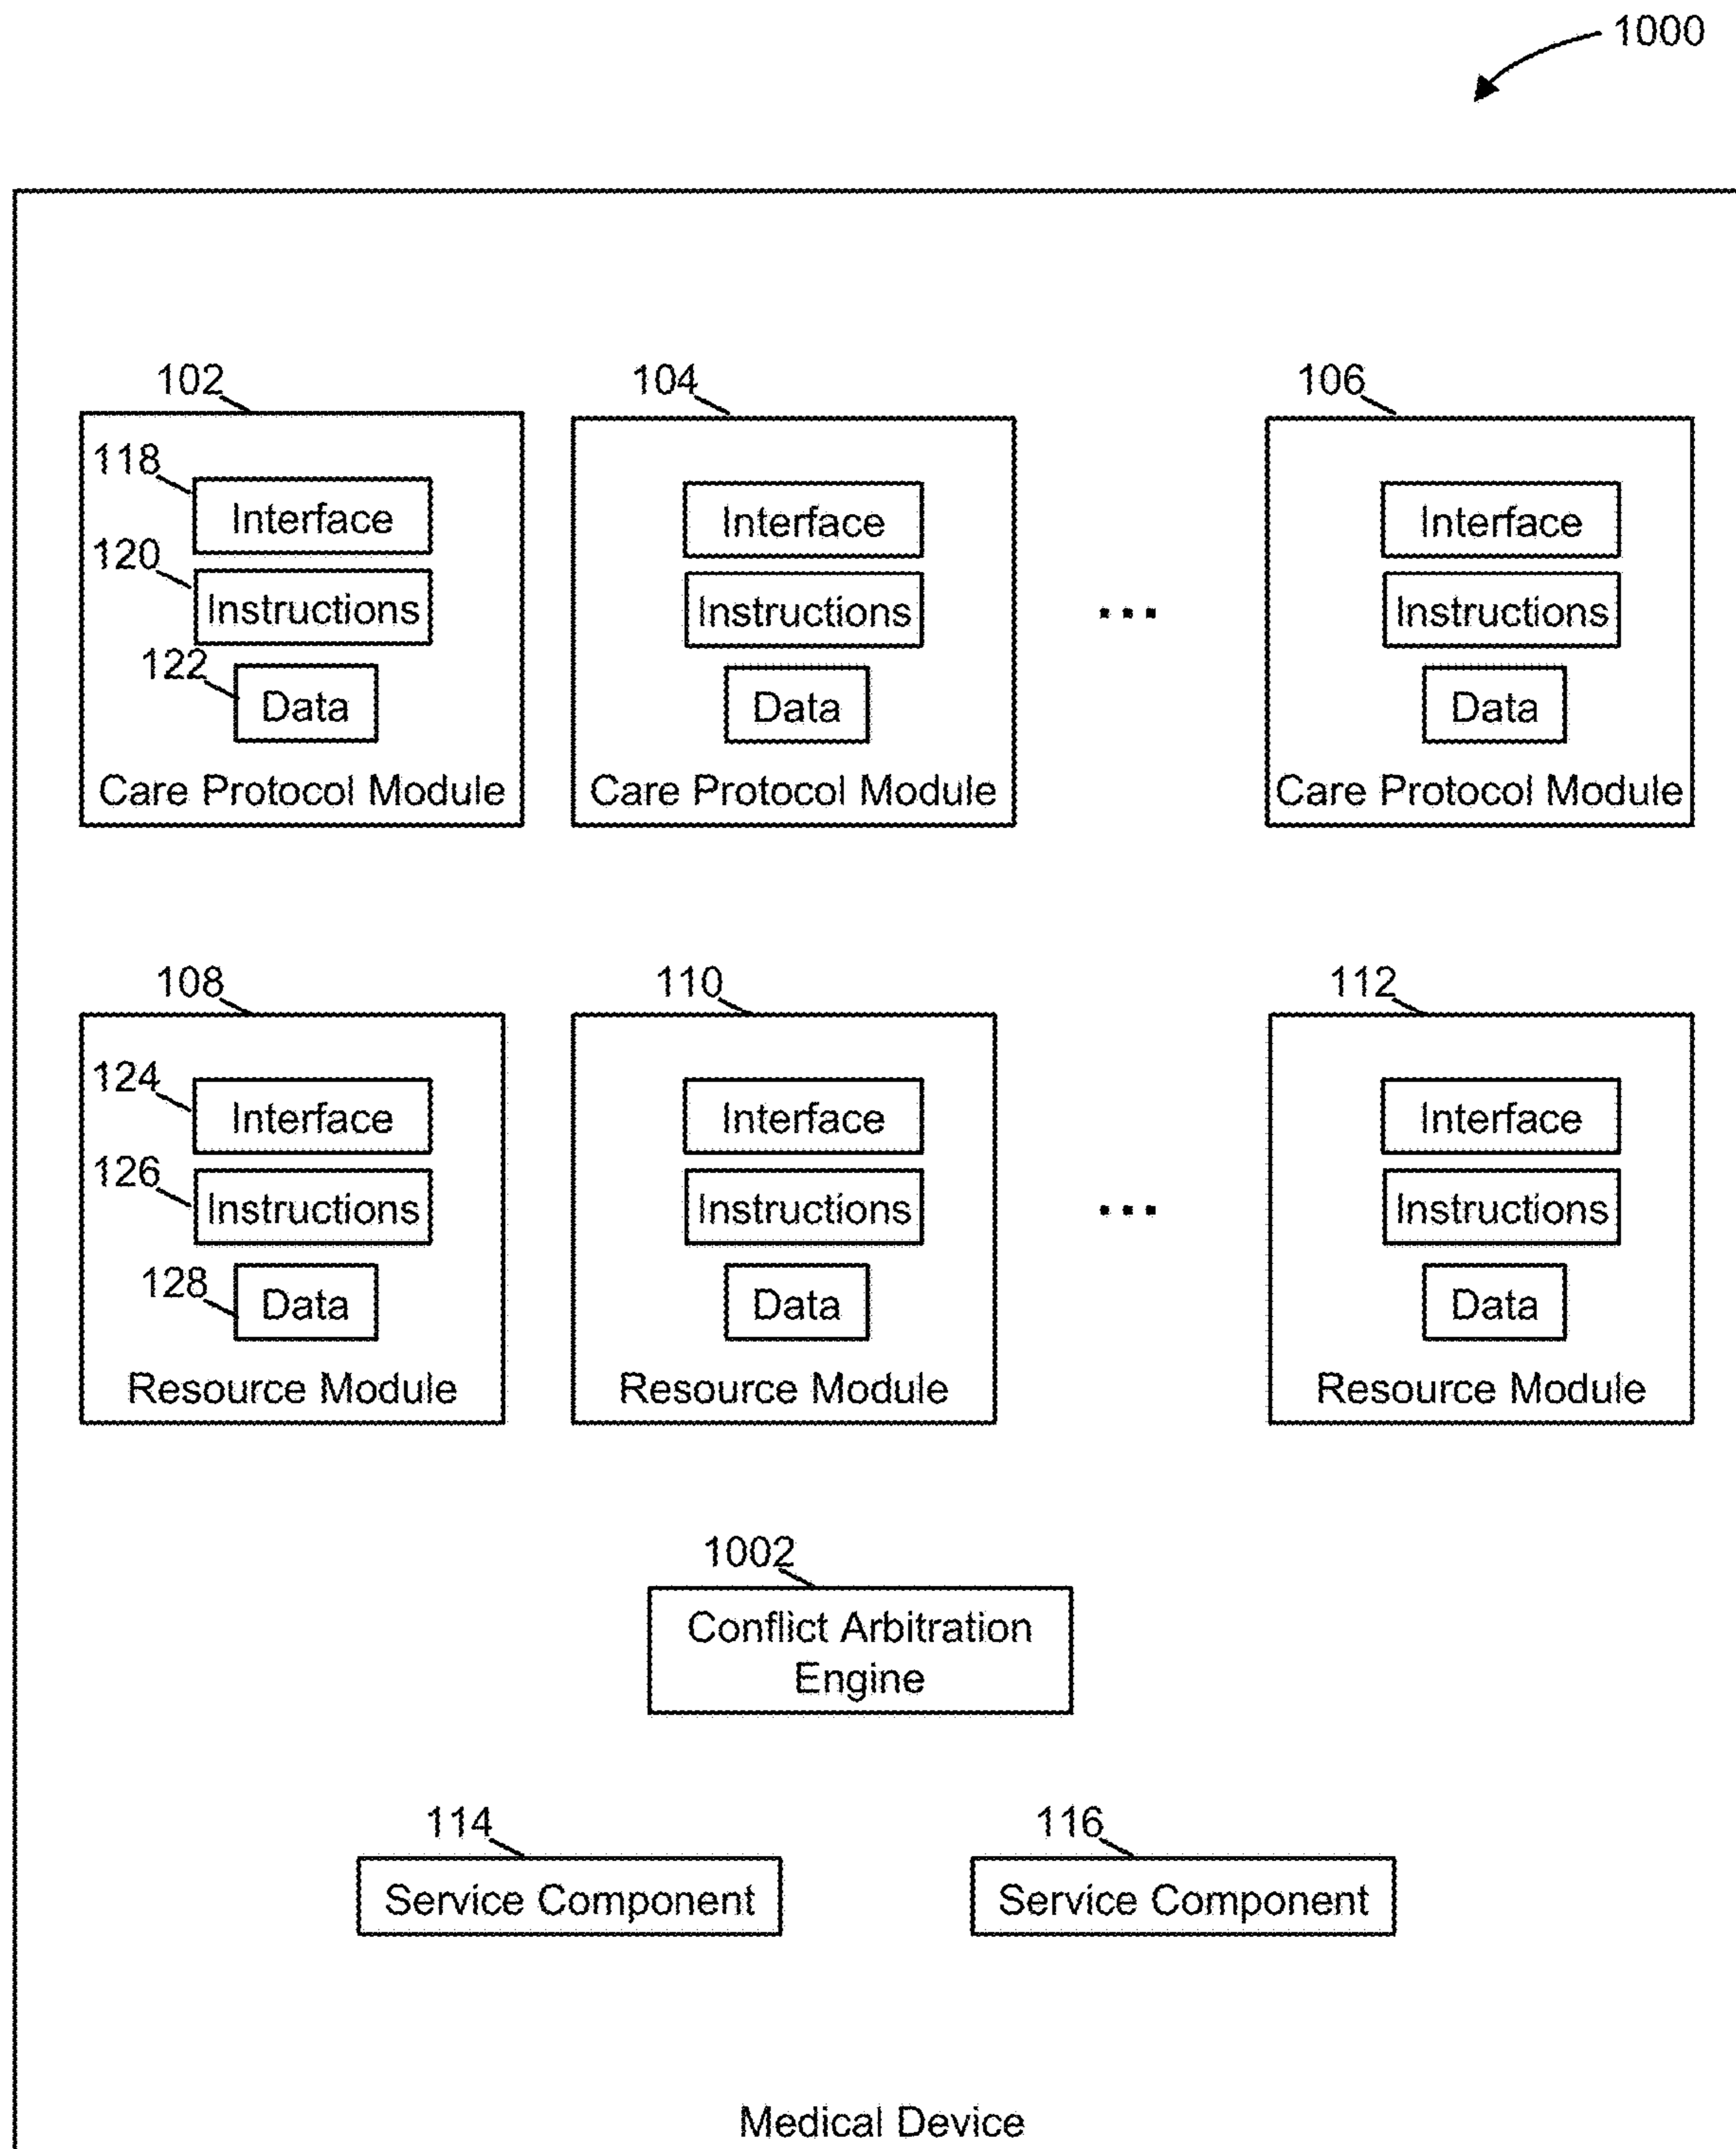 1000
102
104
106
118
Interface
Interface
Interface
120
Instructions
Instructions
...
Instructions
122
Data
Data
Data
Care Protocol Module
Care Protocol Module
Care Protocol Module
108
110
112
124
Interface
Interface
Interface
126
Instructions
Instructions
...
Instructions
128
Data
Data
Data
Resource Module
Resource Module
Resource Module
1002
Conflict Arbitration
Engine
114
116
Service Component
Service Component
Medical Device